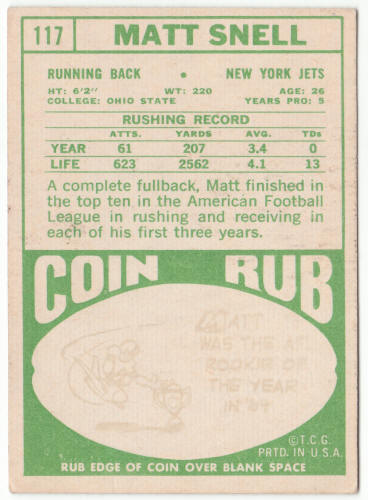 117 MATT SNELL
RUNNING BACK • NEW YORK JETS
HT: 6'2" WT: 220 AGE: 26
COLLEGE: OHIO STATE YEARS PRO: 5
RUSHING RECORD
ATTS. YARDS AVG. TDs
YEAR 61 207 3.4 0
LIFE 623 2562 4.1 13
A complete fullback, Matt finished in
the top ten in the American Football
League in rushing and receiving in
each of his first three years.
COIN RUB
MATT
WAS THE AFL
ROOKIE OF
THE YEAR
IN '64
© T.C.G.
PRTD. IN U.S.A.
RUB EDGE OF COIN OVER BLANK SPACE